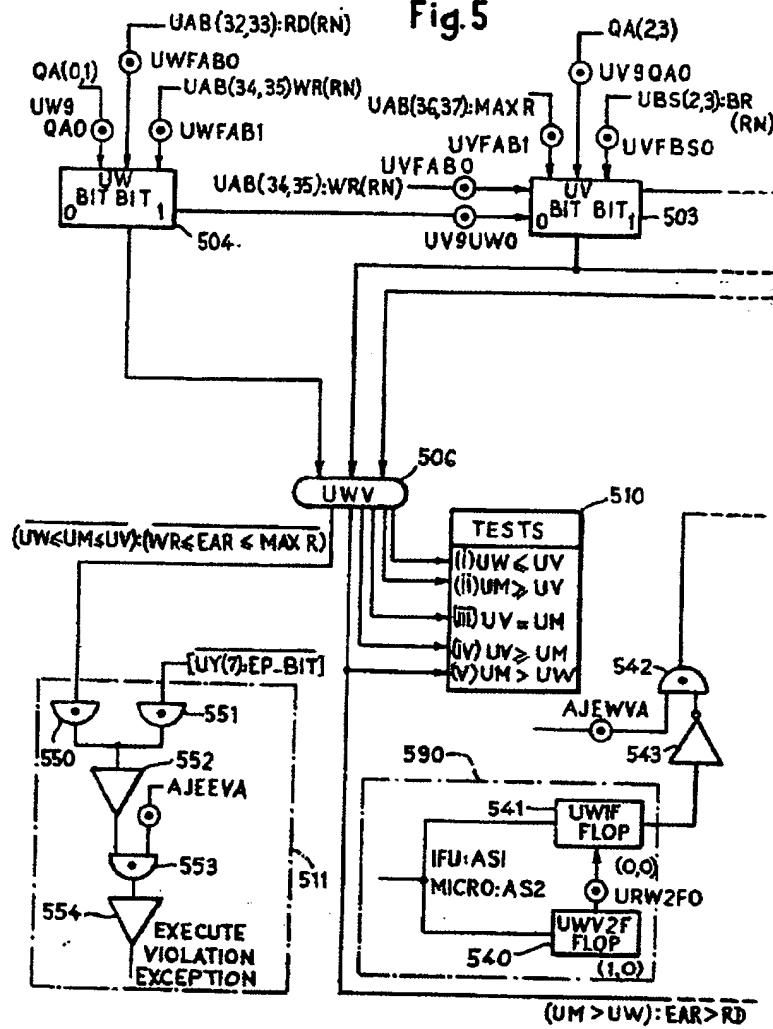 Fig.5
UAB(32,33):RD(RN)
QA(2,3)
UWFAB0
QA(0,1)
UV9QA0
UAB(34,35)WR(RN)
UAB(36,37):MAXR
UBS(2,3):BR
(RN)
UW9
QA0
UWFAB1
UVFAB1
UVFBS0
UVFAB0
UW
BIT BIT
0 1
UAB(34,35):WR(RN)
UV
BIT BIT
0 1
503
504
UV9UW0
506
UWV
510
TESTS
(UW≤UM≤UV):(WR≤EAR≤MAX R)
(i) UW ≤ UV
(ii) UM ≥ UV
(iii) UV = UM
(iv) UV ≥ UM
(v) UM > UW
[UY(7):EP-BIT]
542
551
550
AJEWVA
543
552
590
AJEEVA
541
UW1F
FLOP
553
511
IFU:AS1
(0,0)
MICRO:AS2
URW2F0
554
UWV2F
FLOP
EXECUTE
VIOLATION
EXCEPTION
540
(1,0)
(UM > UW): EAR>RD